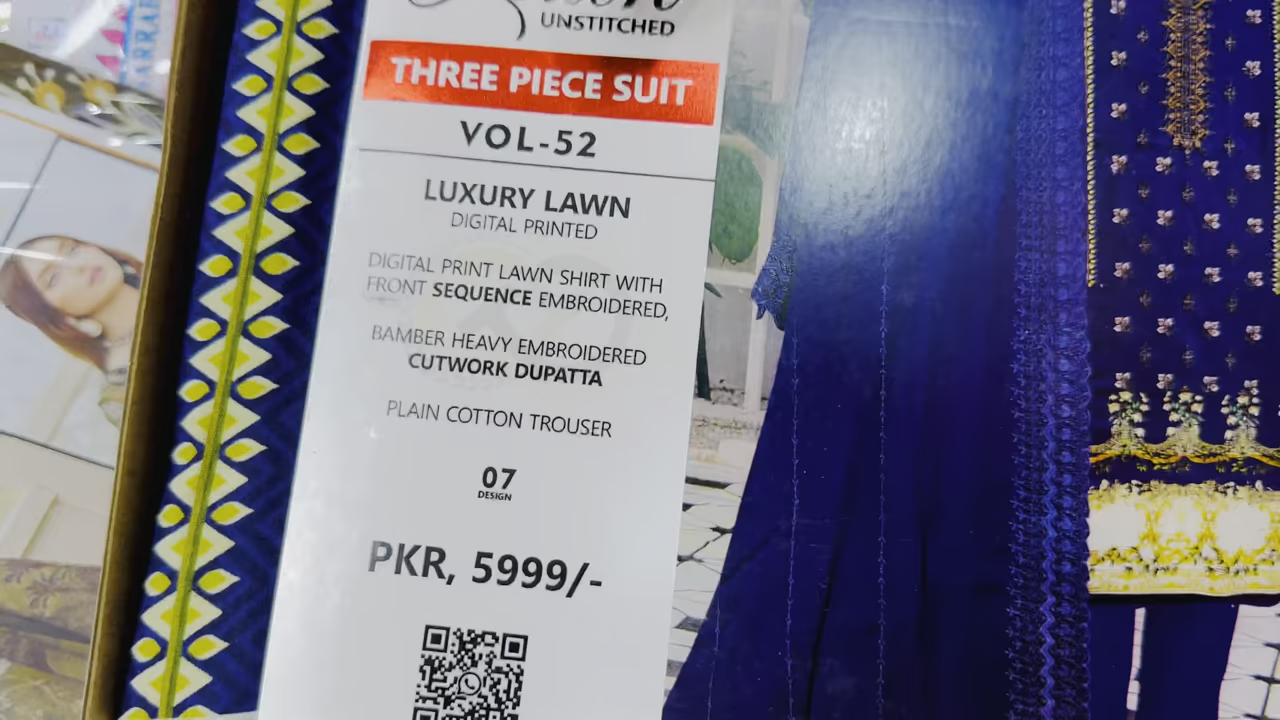 UNSTITCHED
THREE PIECE SUIT
VOL-52
LUXURY LAWN
DIGITAL PRINTED
DIGITAL PRINT LAWN SHIRT WITH
FRONT SEQUENCE EMBROIDERED,
BAMBER HEAVY EMBROIDERED
CUTWORK DUPATTA
PLAIN COTTON TROUSER
07
DESIGN
PKR, 5999/-